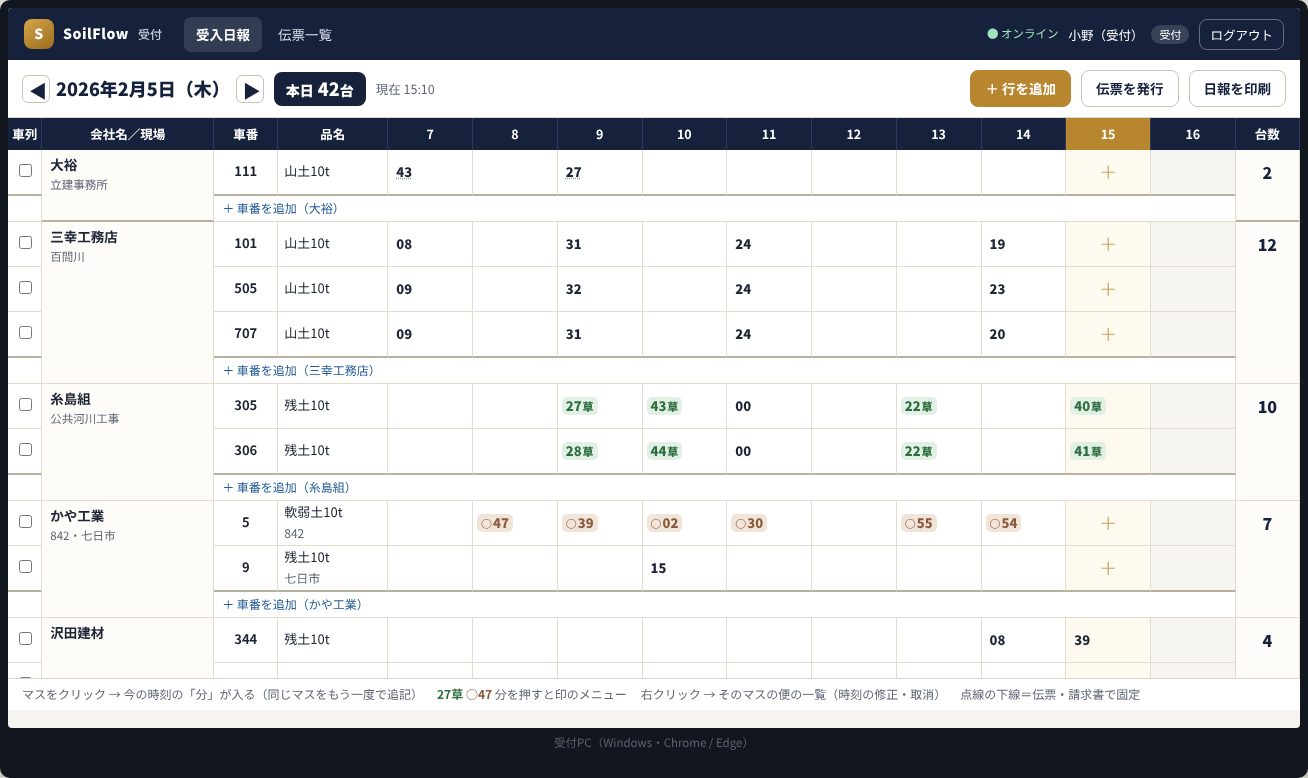 S SoilFlow 受付 受入日報 伝票一覧 オンライン 小野（受付） 受付 ログアウト
◀ 2026年2月5日（木） ▶ 本日 42台 現在 15:10 ＋ 行を追加 伝票を発行 日報を印刷
車列 会社名／現場 車番 品名 7 8 9 10 11 12 13 14 15 16 台数
大裕 111 山土10t 43 27 ＋ 2
立建事務所
＋ 車番を追加（大裕）
三幸工務店 101 山土10t 08 31 24 19 ＋ 12
百間川
505 山土10t 09 32 24 23 ＋
707 山土10t 09 31 24 20 ＋
＋ 車番を追加（三幸工務店）
糸島組 305 残土10t 27草 43草 00 22草 40草 10
公共河川工事
306 残土10t 28草 44草 00 22草 41草
＋ 車番を追加（糸島組）
かや工業 5 軟弱土10t ○47 ○39 ○02 ○30 ○55 ○54 ＋ 7
842・七日市 842
9 残土10t 15 ＋
七日市
＋ 車番を追加（かや工業）
沢田建材 344 残土10t 08 39 4
マスをクリック → 今の時刻の「分」が入る（同じマスをもう一度で追記） 27草 ○47 分を押すと印のメニュー 右クリック → そのマスの便の一覧（時刻の修正・取消） 点線の下線＝伝票・請求書で固定
受付PC（Windows・Chrome / Edge）